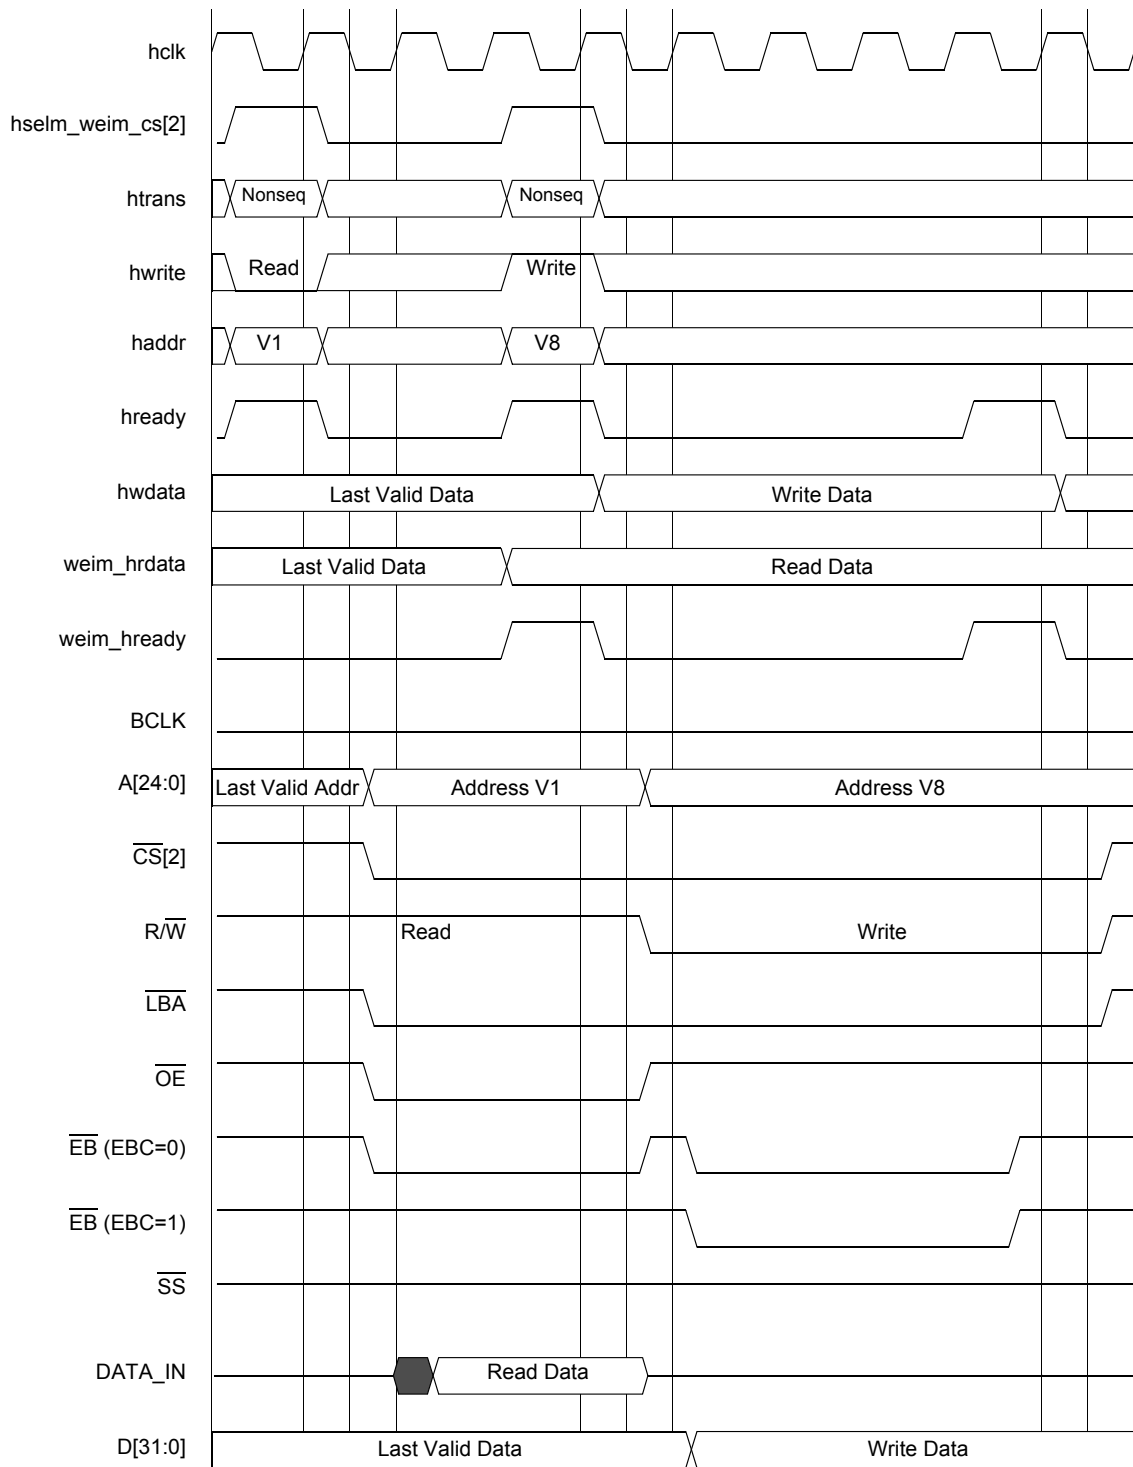 hclk
hselm_weim_cs[2]
htrans Nonseq Nonseq
hwrite Read Write
haddr V1 V8
hready
hwdata Last Valid Data Write Data
weim_hrdata Last Valid Data Read Data
weim_hready
BCLK
A[24:0] Last Valid Addr Address V1 Address V8
CS[2]
R/W Read Write
LBA
OE
EB (EBC=0)
EB (EBC=1)
SS
DATA_IN Read Data
D[31:0] Last Valid Data Write Data